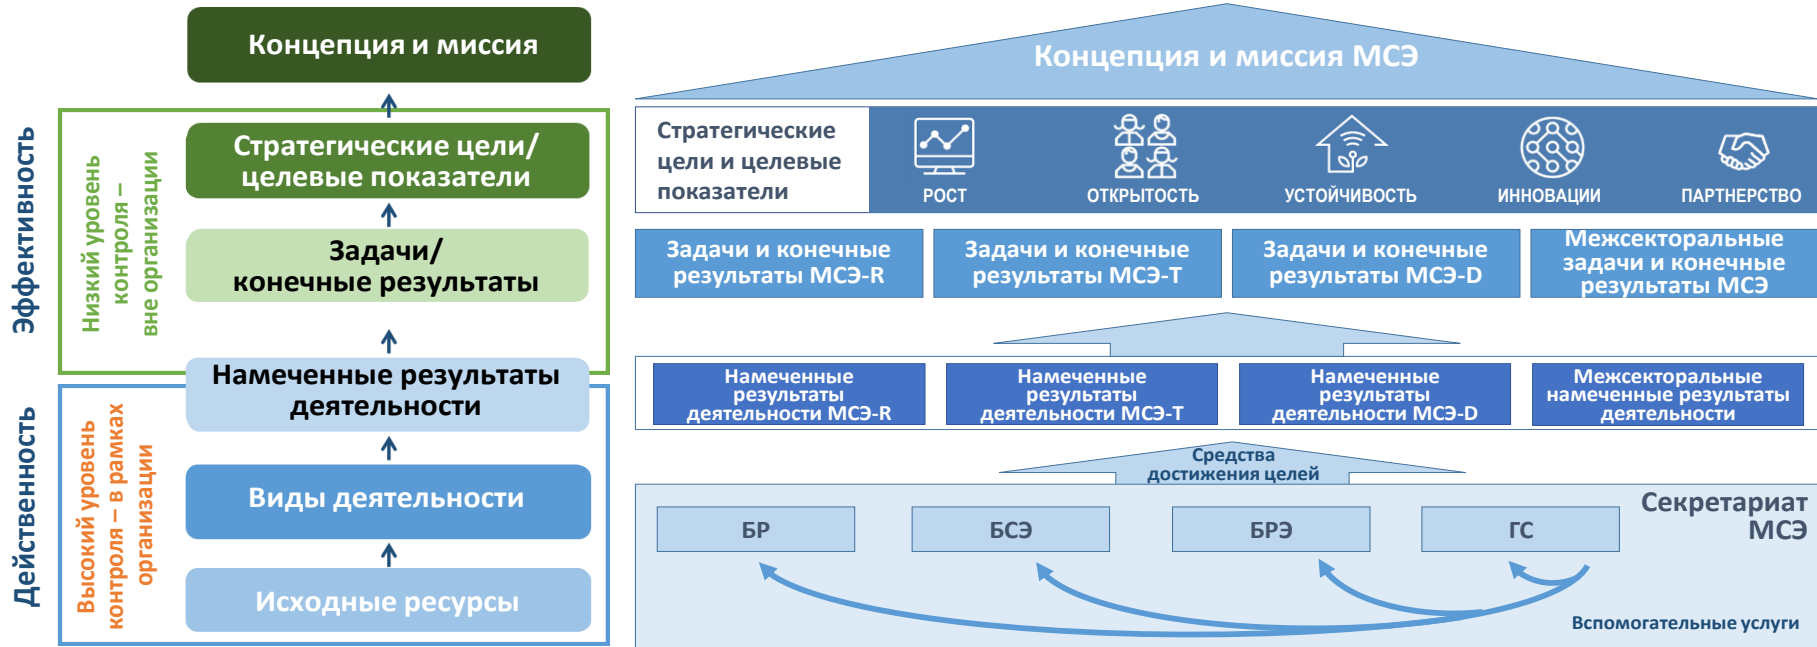 Эффективность
Действенность
Низкий уровень
контроля –
вне организации
Высокий уровень
контроля – в рамках
организации
Концепция и миссия
Стратегические цели/
целевые показатели
Задачи/
конечные результаты
Намеченные результаты
деятельности
Виды деятельности
Исходные ресурсы
Концепция и миссия МСЭ
Стратегические
цели и целевые
показатели
РОСТ
ОТКРЫТОСТЬ
УСТОЙЧИВОСТЬ
ИННОВАЦИИ
ПАРТНЕРСТВО
Задачи и конечные
результаты МСЭ-R
Задачи и конечные
результаты МСЭ-Т
Задачи и конечные
результаты МСЭ-D
Межсекторальные
задачи и конечные
результаты МСЭ
Намеченные
результаты
деятельности МСЭ-R
Намеченные
результаты
деятельности МСЭ-Т
Намеченные
результаты
деятельности МСЭ-D
Межсекторальные
намеченные результаты
деятельности
Средства
достижения целей
Секретариат
МСЭ
БР
БСЭ
БРЭ
ГС
Вспомогательные услуги